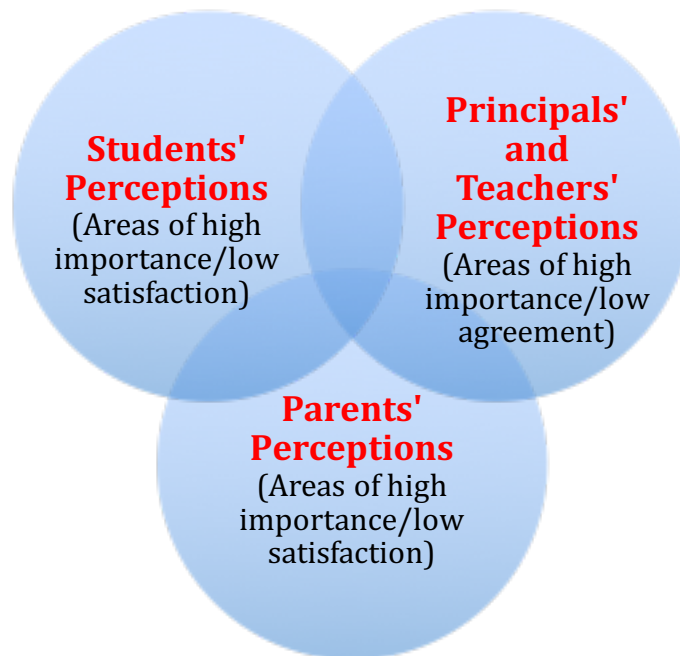 Students'
Perceptions
(Areas of high
importance/low
satisfaction)
Principals'
and
Teachers'
Perceptions
(Areas of high
importance/low
agreement)
Parents'
Perceptions
(Areas of high
importance/low
satisfaction)